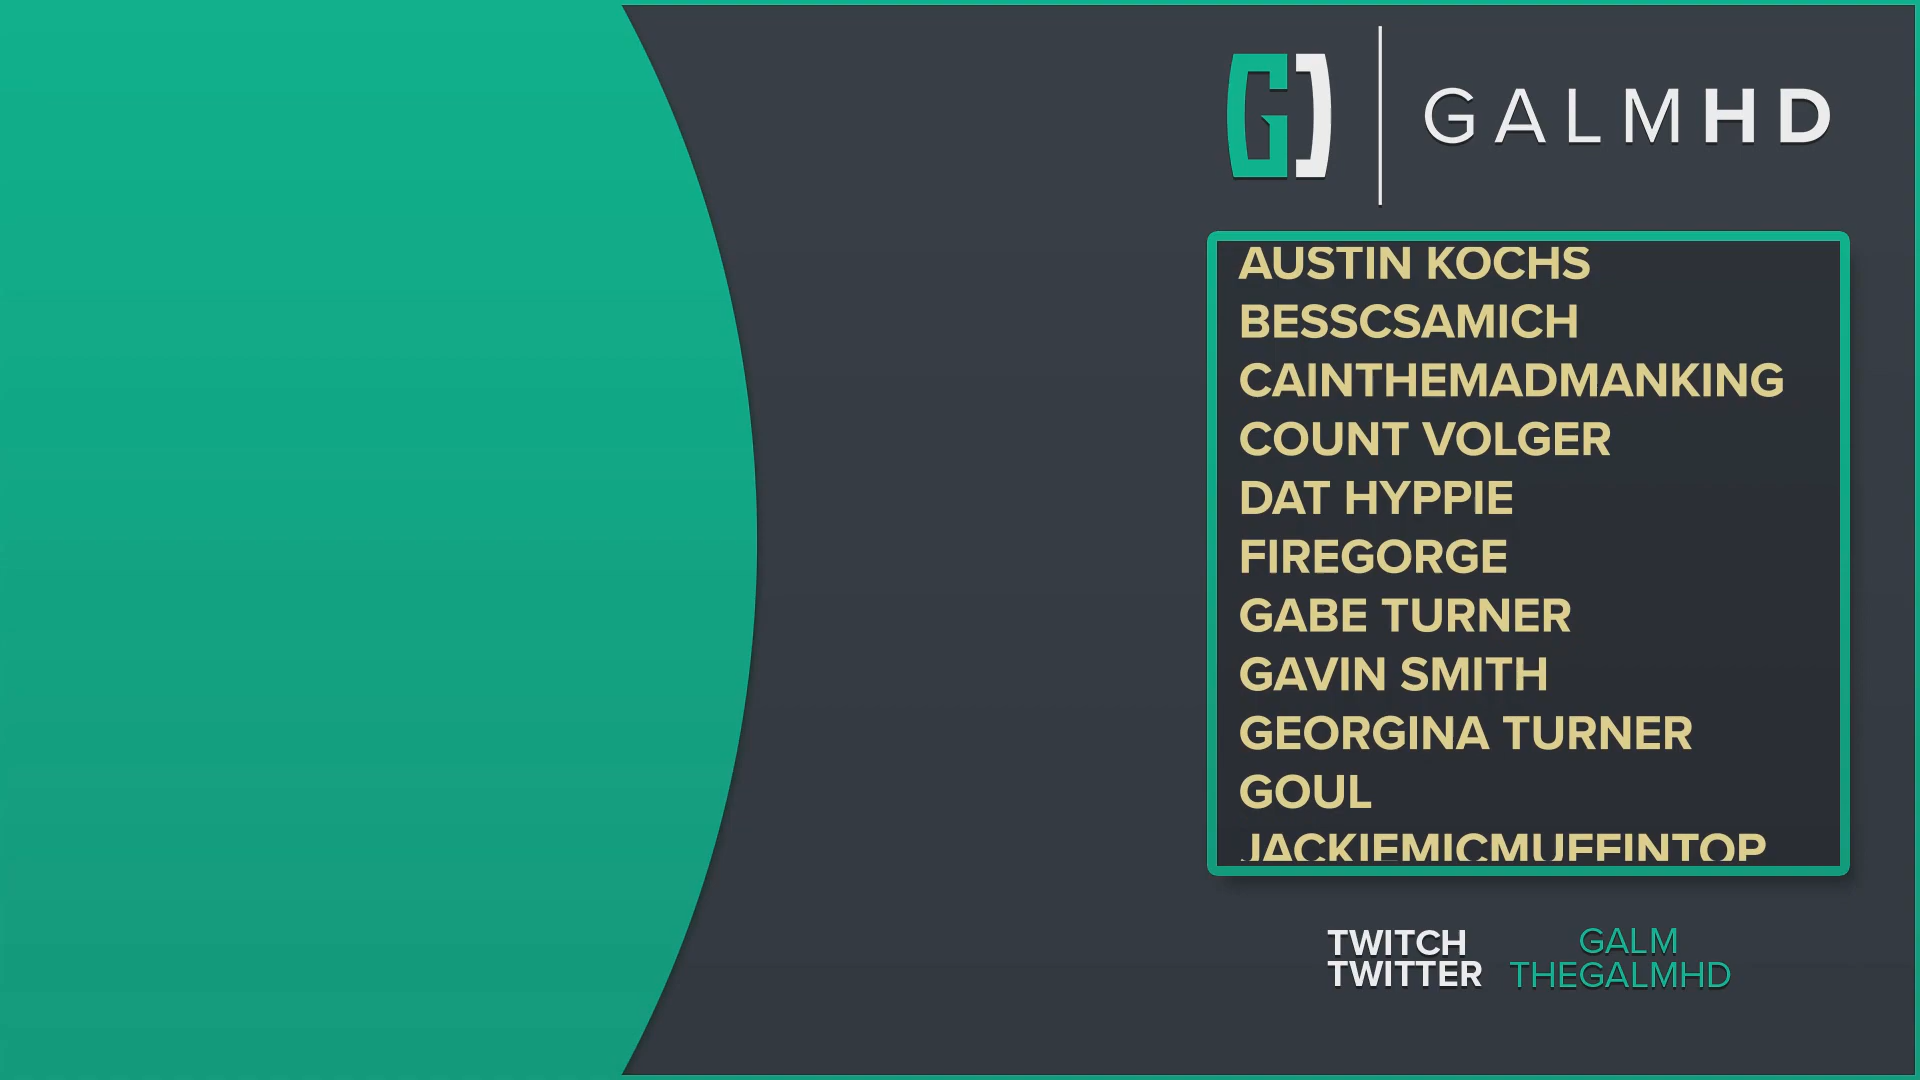 GALMHD
AUSTIN KOCHS
BESSCSAMICH
CAINTHEMADMANKING
COUNT VOLGER
DAT HYPPIE
FIREGORGE
GABE TURNER
GAVIN SMITH
GEORGINA TURNER
GOUL
JACKIEMICMUFFINTOP
TWITCH GALM
TWITTER THEGALMHD